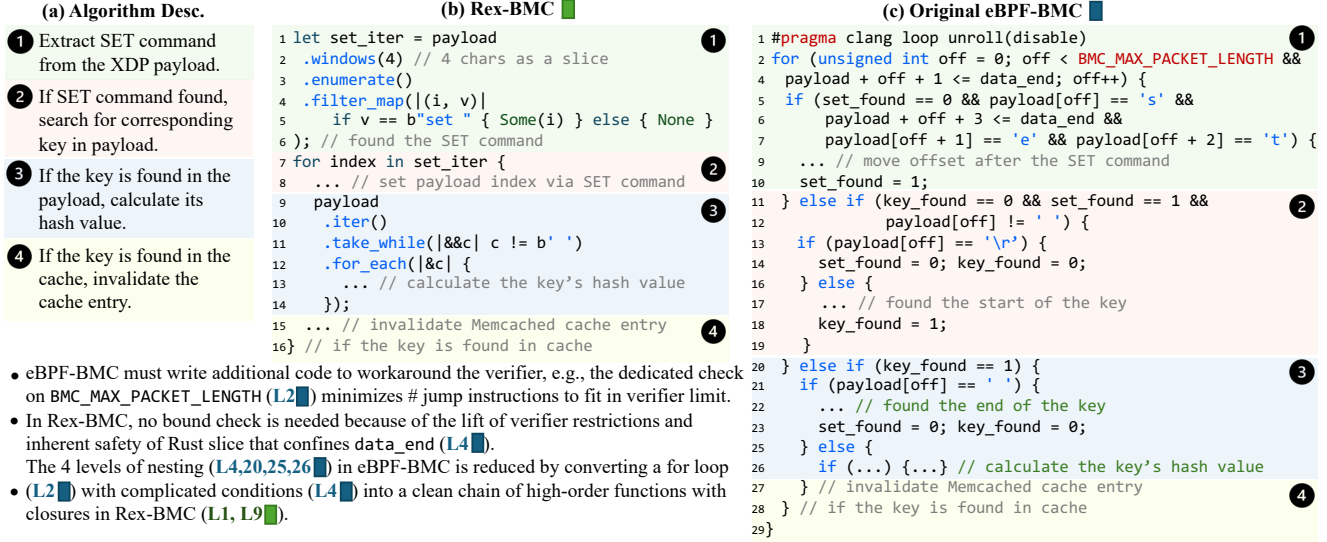 (a) Algorithm Desc.
1 Extract SET command
from the XDP payload.
2 If SET command found,
search for corresponding
key in payload.
3 If the key is found in the
payload, calculate its
hash value.
4 If the key is found in the
cache, invalidate the
cache entry.
(b) Rex-BMC
1
1 let set_iter = payload
2 .windows(4) // 4 chars as a slice
3 .enumerate()
4 .filter_map(|(i, v)|
5 if v == b"set " { Some(i) } else { None }
6 ); // found the SET command
2
7 for index in set_iter {
8 ... // set payload index via SET command
3
9 payload
10 .iter()
11 .take_while(|&&c| c != b' ')
12 .for_each(|&c| {
13 ... // calculate the key's hash value
14 });
4
15 ... // invalidate Memcached cache entry
16 } // if the key is found in cache
(c) Original eBPF-BMC
1
1 #pragma clang loop unroll(disable)
2 for (unsigned int off = 0; off < BMC_MAX_PACKET_LENGTH &&
4 payload + off + 1 <= data_end; off++) {
5 if (set_found == 0 && payload[off] == 's' &&
6 payload + off + 3 <= data_end &&
7 payload[off + 1] == 'e' && payload[off + 2] == 't') {
9 ... // move offset after the SET command
10 set_found = 1;
2
11 } else if (key_found == 0 && set_found == 1 &&
12 payload[off] != ' ') {
13 if (payload[off] == '\r’) {
14 set_found = 0; key_found = 0;
16 } else {
17 ... // found the start of the key
18 key_found = 1;
19 }
3
20 } else if (key_found == 1) {
21 if (payload[off] == ' ') {
22 ... // found the end of the key
23 set_found = 0; key_found = 0;
25 } else {
26 if (...) {...} // calculate the key’s hash value
4
27 } // invalidate Memcached cache entry
28 } // if the key is found in cache
29 }
• eBPF-BMC must write additional code to workaround the verifier, e.g., the dedicated check
on BMC_MAX_PACKET_LENGTH (L2) minimizes # jump instructions to fit in verifier limit.
• In Rex-BMC, no bound check is needed because of the lift of verifier restrictions and
inherent safety of Rust slice that confines data_end (L4).
The 4 levels of nesting (L4,20,25,26) in eBPF-BMC is reduced by converting a for loop
• (L2) with complicated conditions (L4) into a clean chain of high-order functions with
closures in Rex-BMC (L1, L9).